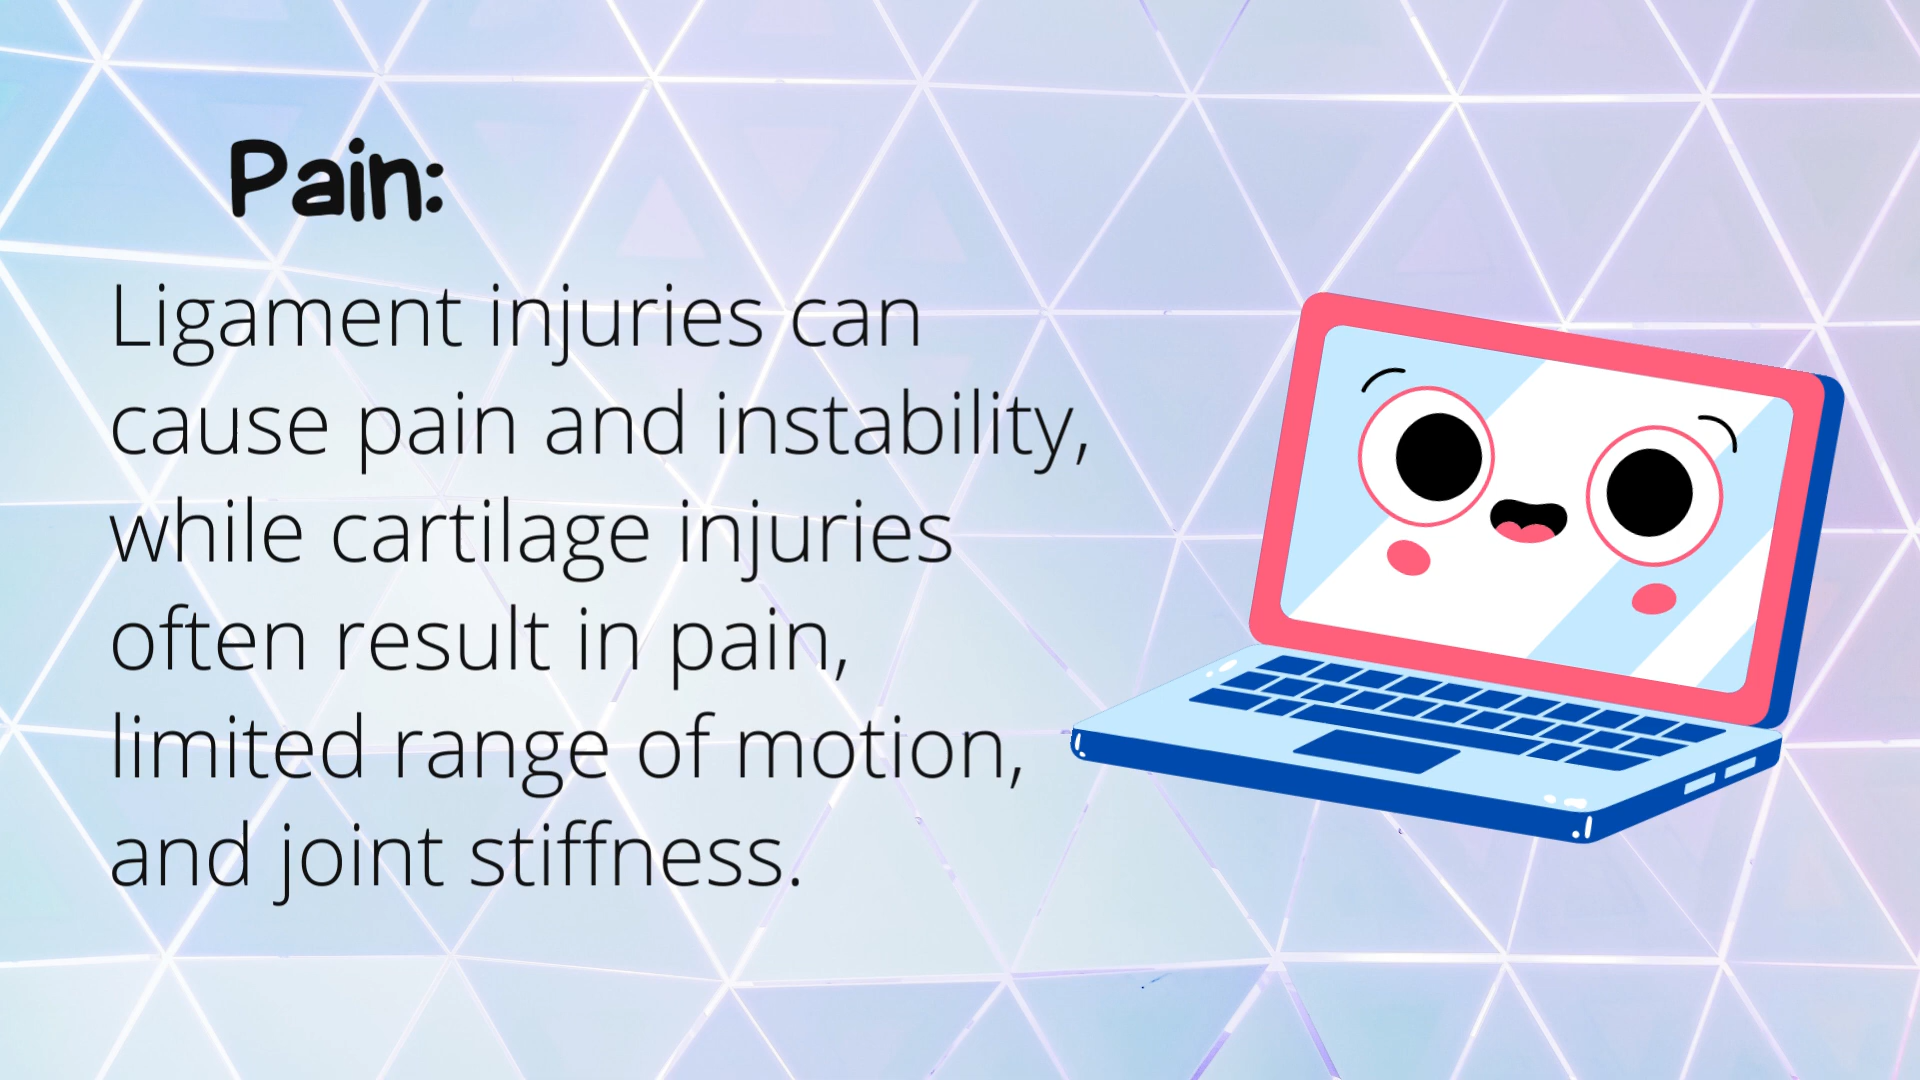 Pain:
Ligament injuries can
cause pain and instability,
while cartilage injuries
often result in pain,
limited range of motion,
and joint stiffness.